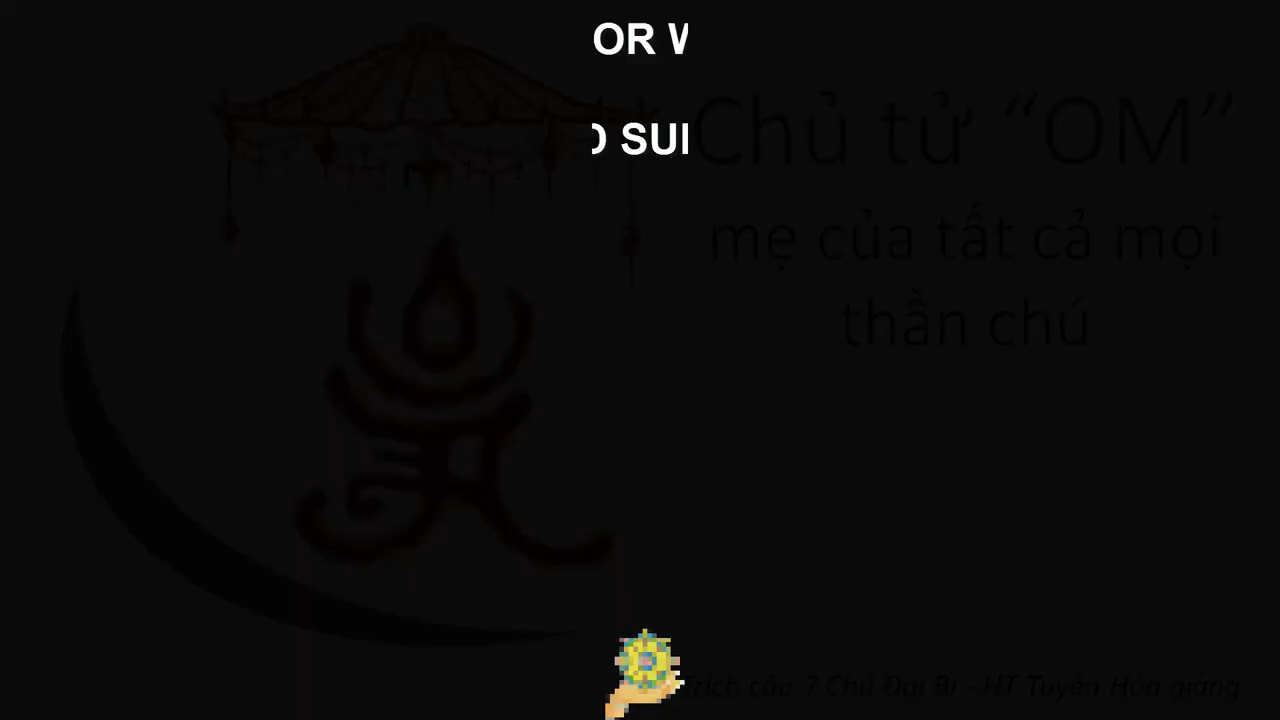 OR W
SU
Chủ tử “OM”
mẹ của tất cả mọi
thần chú
Trích câu 7 Chú Đại Bi - HT Tuyên Hóa giảng